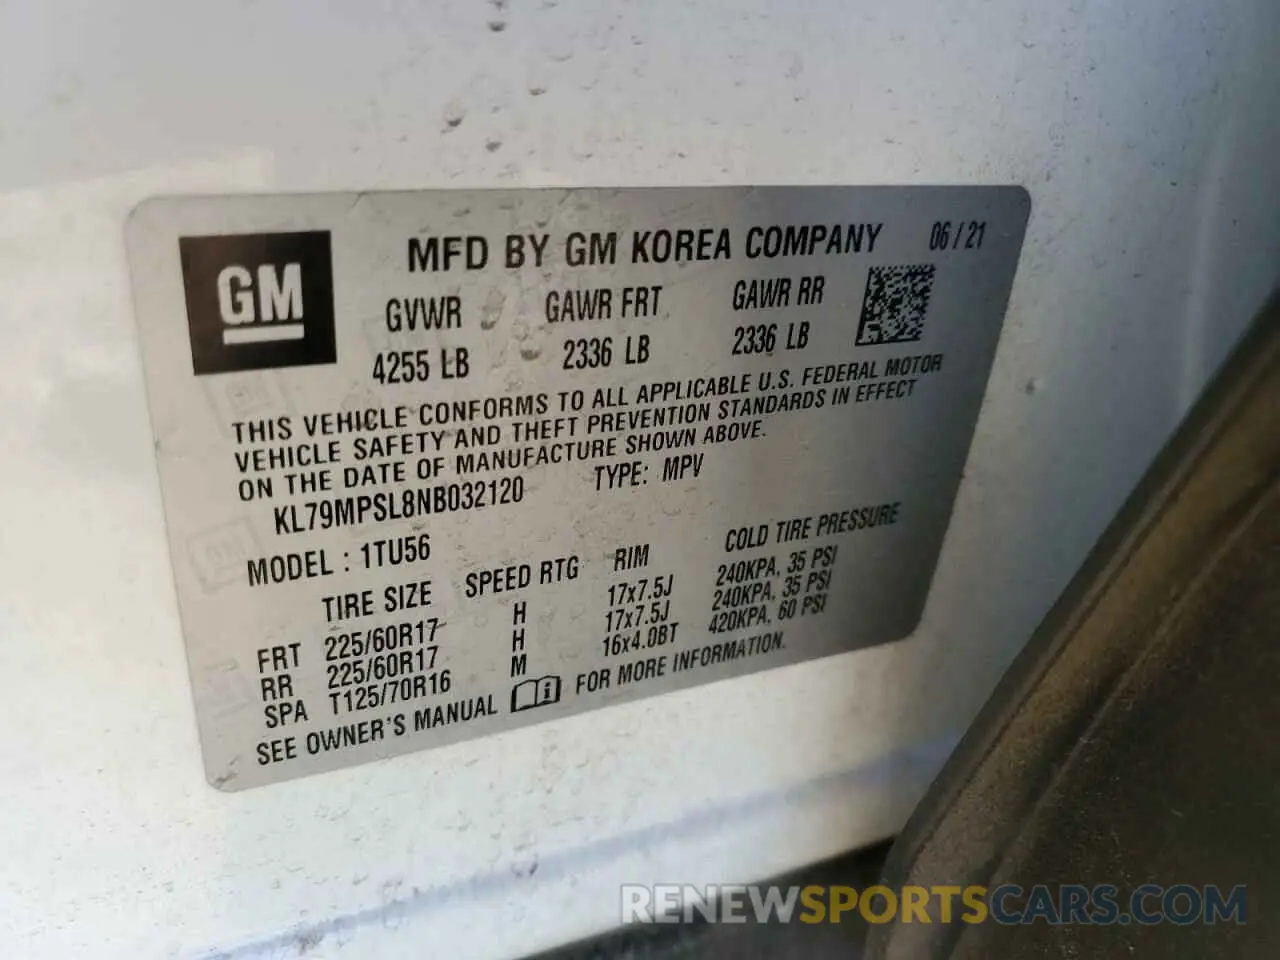 GM
MFD BY GM KOREA COMPANY 06/21
GVWR GAWR FRT GAWR RR
4255 LB 2336 LB 2336 LB
THIS VEHICLE CONFORMS TO ALL APPLICABLE U.S. FEDERAL MOTOR
VEHICLE SAFETY AND THEFT PREVENTION STANDARDS IN EFFECT
ON THE DATE OF MANUFACTURE SHOWN ABOVE.
KL79MPSL8NB032120 TYPE: MPV
MODEL : 1TU56
TIRE SIZE SPEED RTG RIM COLD TIRE PRESSURE
FRT 225/60R17 H 17x7.5J 240KPA, 35 PSI
RR 225/60R17 H 17x7.5J 240KPA, 35 PSI
SPA T125/70R16 M 16x4.0BT 420KPA, 60 PSI
SEE OWNER'S MANUAL FOR MORE INFORMATION.
RENEWSPORTSCARS.COM